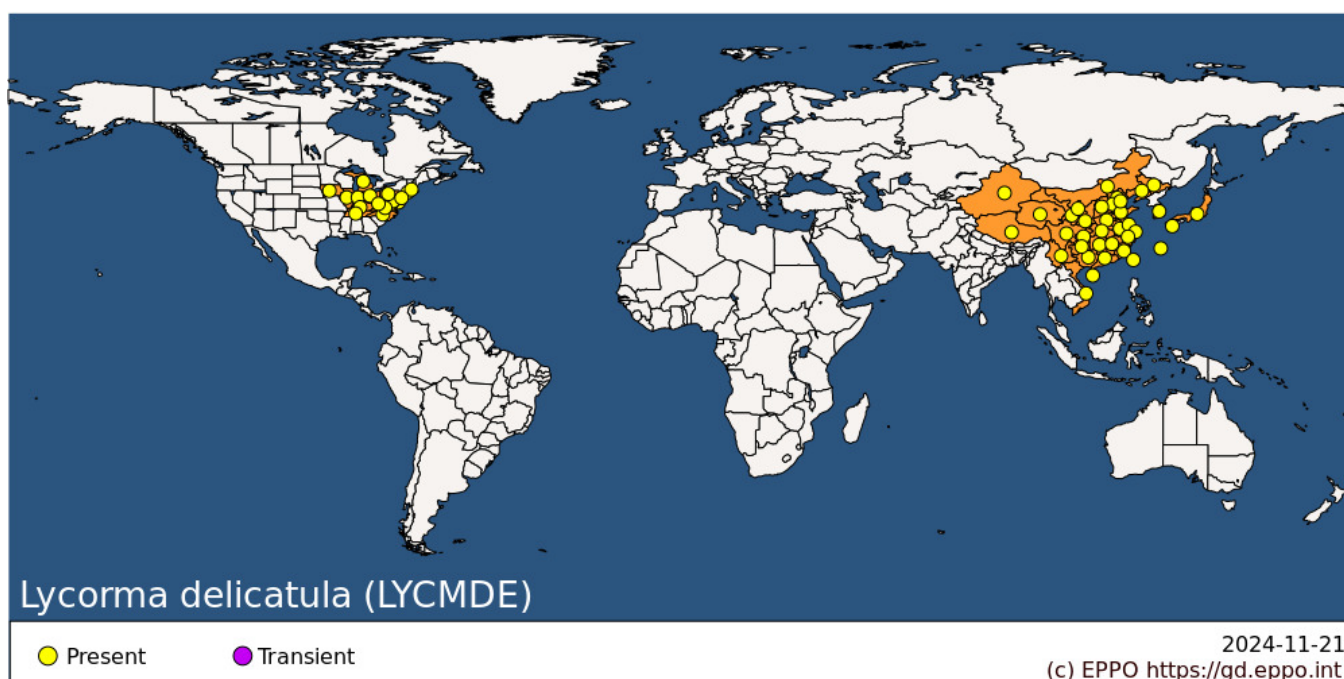 Lycorma delicatula (LYCMDE)
Present
Transient
2024-11-21
(c) EPPO https://gd.eppo.int